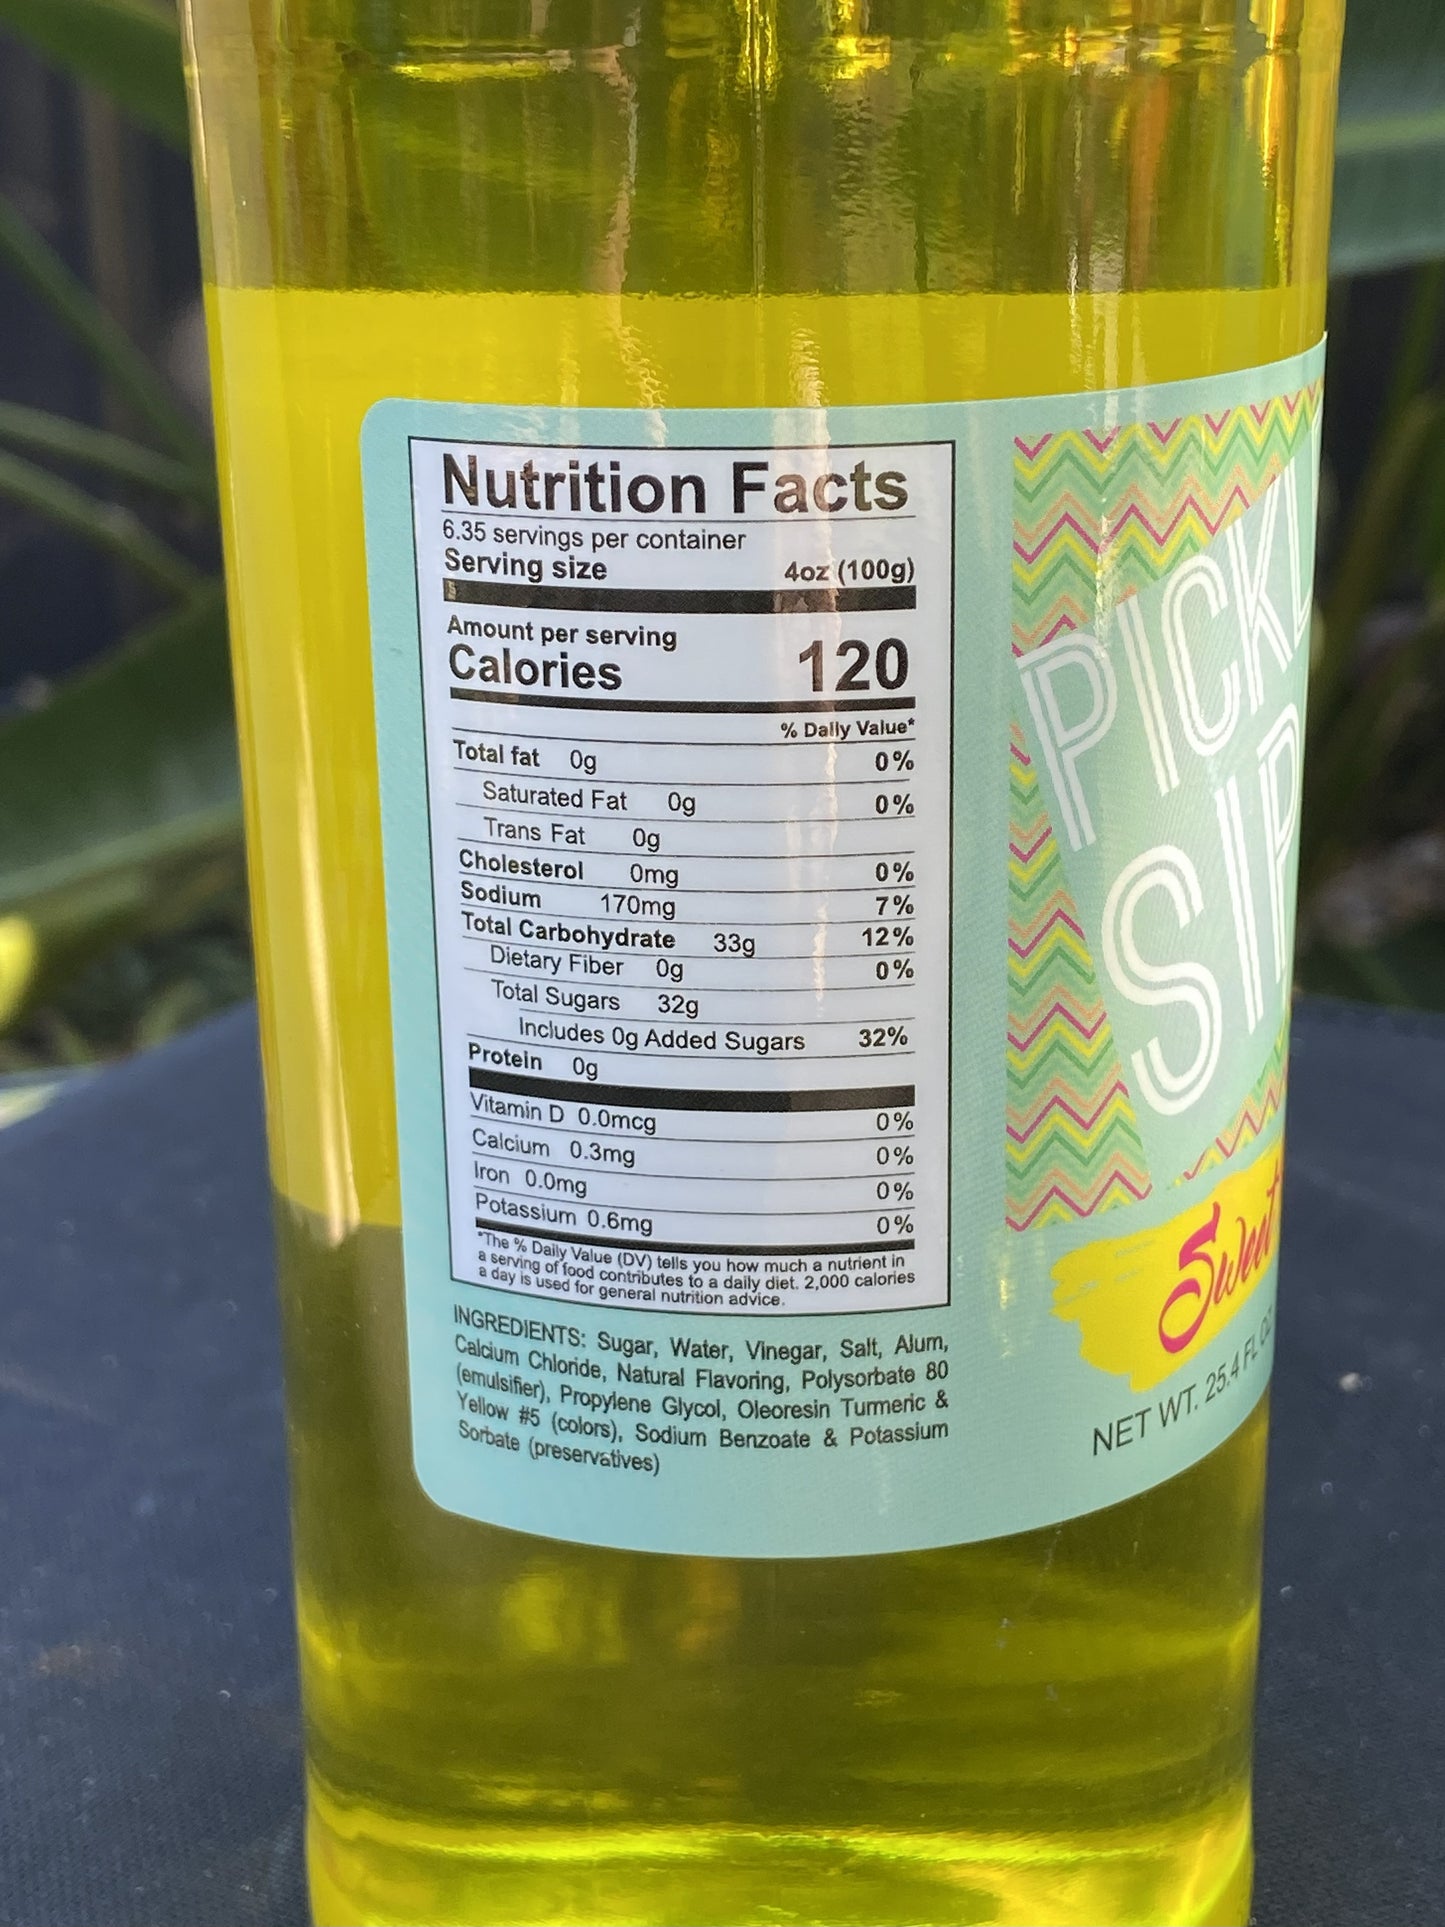 Nutrition Facts
6.35 servings per container
Serving size 4oz (100g)
Amount per serving
Calories 120
% Daily Value*
Total fat 0g 0%
Saturated Fat 0g 0%
Trans Fat 0g
Cholesterol 0mg 0%
Sodium 170mg 7%
Total Carbohydrate 33g 12%
Dietary Fiber 0g 0%
Total Sugars 32g
Includes 0g Added Sugars 32%
Protein 0g
Vitamin D 0.0mcg 0%
Calcium 0.3mg 0%
Iron 0.0mg 0%
Potassium 0.6mg 0%
*The % Daily Value (DV) tells you how much a nutrient in
a serving of food contributes to a daily diet. 2,000 calories
a day is used for general nutrition advice.
INGREDIENTS: Sugar, Water, Vinegar, Salt, Alum,
Calcium Chloride, Natural Flavoring, Polysorbate 80
(emulsifier), Propylene Glycol, Oleoresin Turmeric &
Yellow #5 (colors), Sodium Benzoate & Potassium
Sorbate (preservatives)
PICKL
SIP
Sweet
NET WT. 25.4 FL OZ